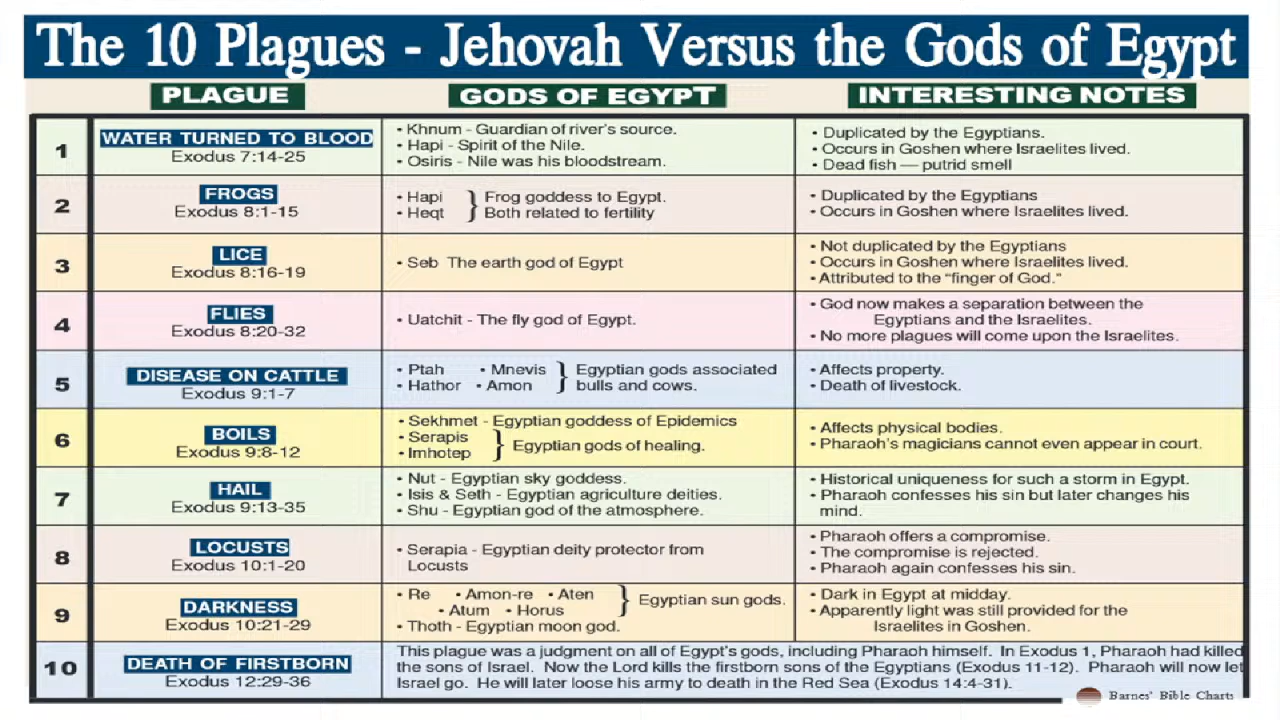 The 10 Plagues - Jehovah Versus the Gods of Egypt
PLAGUE GODS OF EGYPT INTERESTING NOTES
1
WATER TURNED TO BLOOD
Exodus 7:14-25
• Khnum - Guardian of river's source.
• Hapi - Spirit of the Nile.
• Osiris - Nile was his bloodstream.
• Duplicated by the Egyptians.
• Occurs in Goshen where Israelites lived.
• Dead fish — putrid smell
2
FROGS
Exodus 8:1-15
• Hapi } Frog goddess to Egypt.
• Heqt } Both related to fertility
• Duplicated by the Egyptians
• Occurs in Goshen where Israelites lived.
3
LICE
Exodus 8:16-19
• Seb The earth god of Egypt
• Not duplicated by the Egyptians
• Occurs in Goshen where Israelites lived.
• Attributed to the “finger of God.”
4
FLIES
Exodus 8:20-32
• Uatchit - The fly god of Egypt.
• God now makes a separation between the
Egyptians and the Israelites.
• No more plagues will come upon the Israelites.
5
DISEASE ON CATTLE
Exodus 9:1-7
• Ptah • Mnevis } Egyptian gods associated
• Hathor • Amon } bulls and cows.
• Affects property.
• Death of livestock.
6
BOILS
Exodus 9:8-12
• Sekhmet - Egyptian goddess of Epidemics
• Serapis
• Imhotep } Egyptian gods of healing.
• Affects physical bodies.
• Pharaoh's magicians cannot even appear in court.
7
HAIL
Exodus 9:13-35
• Nut - Egyptian sky goddess.
• Isis & Seth - Egyptian agriculture deities.
• Shu - Egyptian god of the atmosphere.
• Historical uniqueness for such a storm in Egypt.
• Pharaoh confesses his sin but later changes his
mind.
8
LOCUSTS
Exodus 10:1-20
• Serapia - Egyptian deity protector from
Locusts
• Pharaoh offers a compromise.
• The compromise is rejected.
• Pharaoh again confesses his sin.
9
DARKNESS
Exodus 10:21-29
• Re • Amon-re • Aten
• Atum • Horus } Egyptian sun gods.
• Thoth - Egyptian moon god.
• Dark in Egypt at midday.
• Apparently light was still provided for the
Israelites in Goshen.
10
DEATH OF FIRSTBORN
Exodus 12:29-36
This plague was a judgment on all of Egypt's gods, including Pharaoh himself. In Exodus 1, Pharaoh had killed
the sons of Israel. Now the Lord kills the firstborn sons of the Egyptians (Exodus 11-12). Pharaoh will now let
Israel go. He will later loose his army to death in the Red Sea (Exodus 14:4-31).
Barnes' Bible Charts